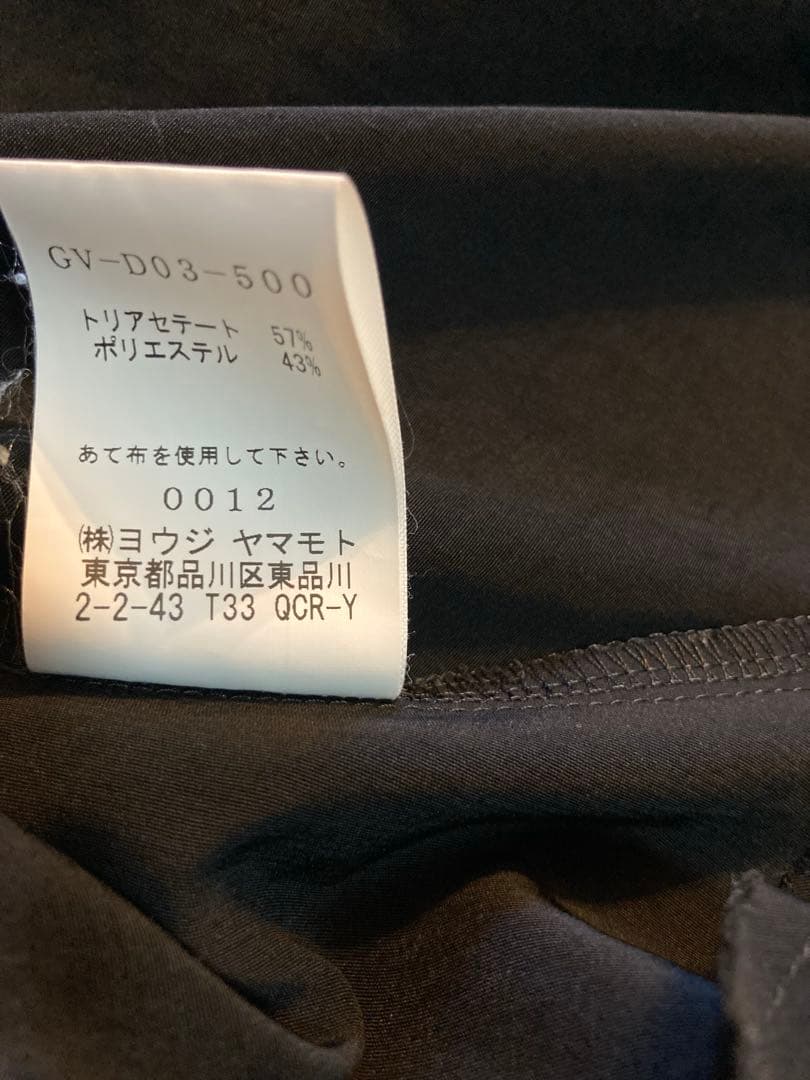 GV-D03-500
トリアセテート 57%
ポリエステル 43%
あて布を使用して下さい。
0012
㈱ヨウジ ヤマモト
東京都品川区東品川
2-2-43 T33 QCR-Y